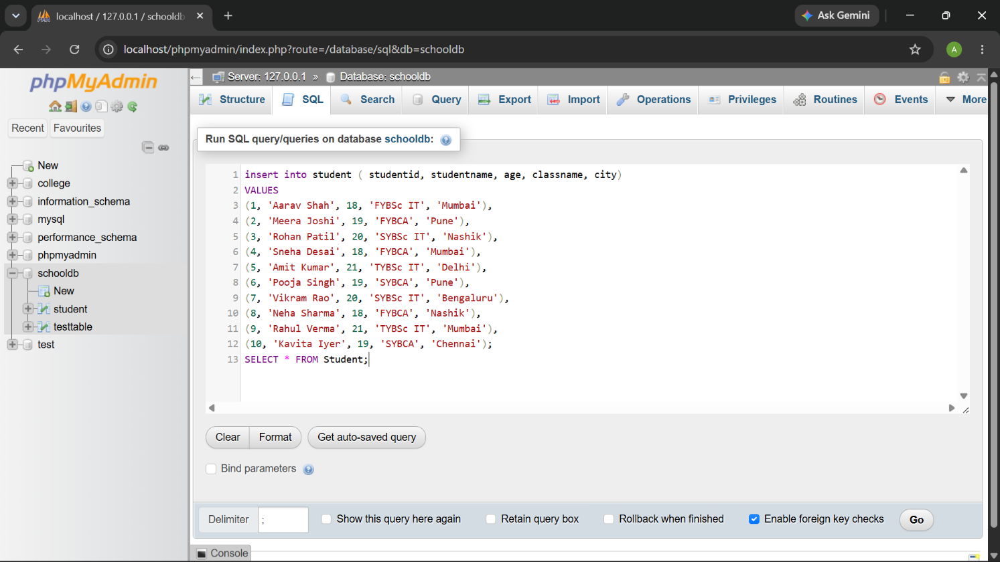 localhost / 127.0.0.1 / schooldb
Ask Gemini
localhost/phpmyadmin/index.php?route=/database/sql&db=schooldb
A
phpMyAdmin
Recent
Favourites
New
college
information_schema
mysql
performance_schema
phpmyadmin
schooldb
New
student
testtable
test
Server: 127.0.0.1 » Database: schooldb
Structure
SQL
Search
Query
Export
Import
Operations
Privileges
Routines
Events
More
Run SQL query/queries on database schooldb:
1 insert into student ( studentid, studentname, age, classname, city)
2 VALUES
3 (1, 'Aarav Shah', 18, 'FYBSc IT', 'Mumbai'),
4 (2, 'Meera Joshi', 19, 'FYBCA', 'Pune'),
5 (3, 'Rohan Patil', 20, 'SYBSc IT', 'Nashik'),
6 (4, 'Sneha Desai', 18, 'FYBCA', 'Mumbai'),
7 (5, 'Amit Kumar', 21, 'TYBSc IT', 'Delhi'),
8 (6, 'Pooja Singh', 19, 'SYBCA', 'Pune'),
9 (7, 'Vikram Rao', 20, 'SYBSc IT', 'Bengaluru'),
10 (8, 'Neha Sharma', 18, 'FYBCA', 'Nashik'),
11 (9, 'Rahul Verma', 21, 'TYBSc IT', 'Mumbai'),
12 (10, 'Kavita Iyer', 19, 'SYBCA', 'Chennai');
13 SELECT * FROM Student;
Clear
Format
Get auto-saved query
Bind parameters
Delimiter ;
Show this query here again
Retain query box
Rollback when finished
Enable foreign key checks
Go
Console